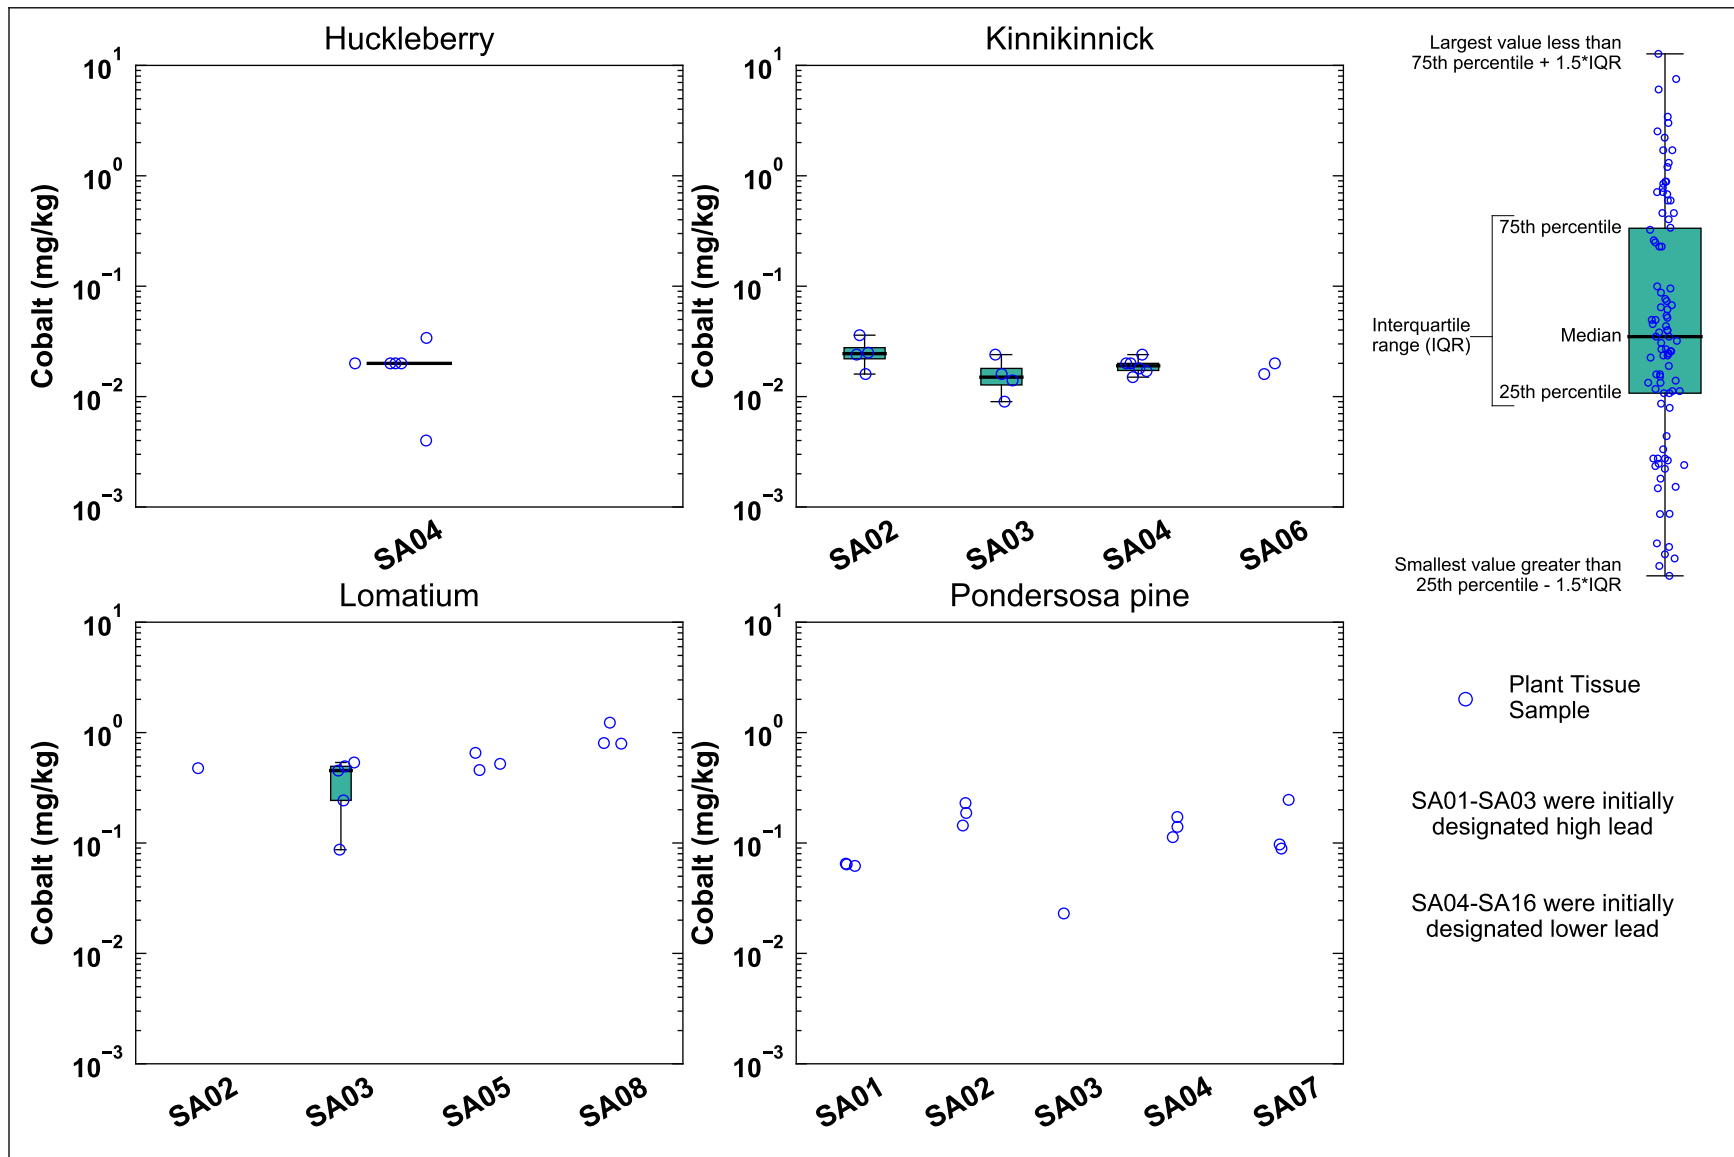 Huckleberry
10^1
10^0
10^−1
10^−2
10^−3
Cobalt (mg/kg)
SA04
Kinnikinnick
10^1
10^0
10^−1
10^−2
10^−3
Cobalt (mg/kg)
SA02
SA03
SA04
SA06
Largest value less than
75th percentile + 1.5*IQR
75th percentile
Interquartile
range (IQR)
Median
25th percentile
Smallest value greater than
25th percentile - 1.5*IQR
Lomatium
10^1
10^0
10^−1
10^−2
10^−3
Cobalt (mg/kg)
SA02
SA03
SA05
SA08
Pondersosa pine
10^1
10^0
10^−1
10^−2
10^−3
Cobalt (mg/kg)
SA01
SA02
SA03
SA04
SA07
Plant Tissue
Sample
SA01-SA03 were initially
designated high lead
SA04-SA16 were initially
designated lower lead